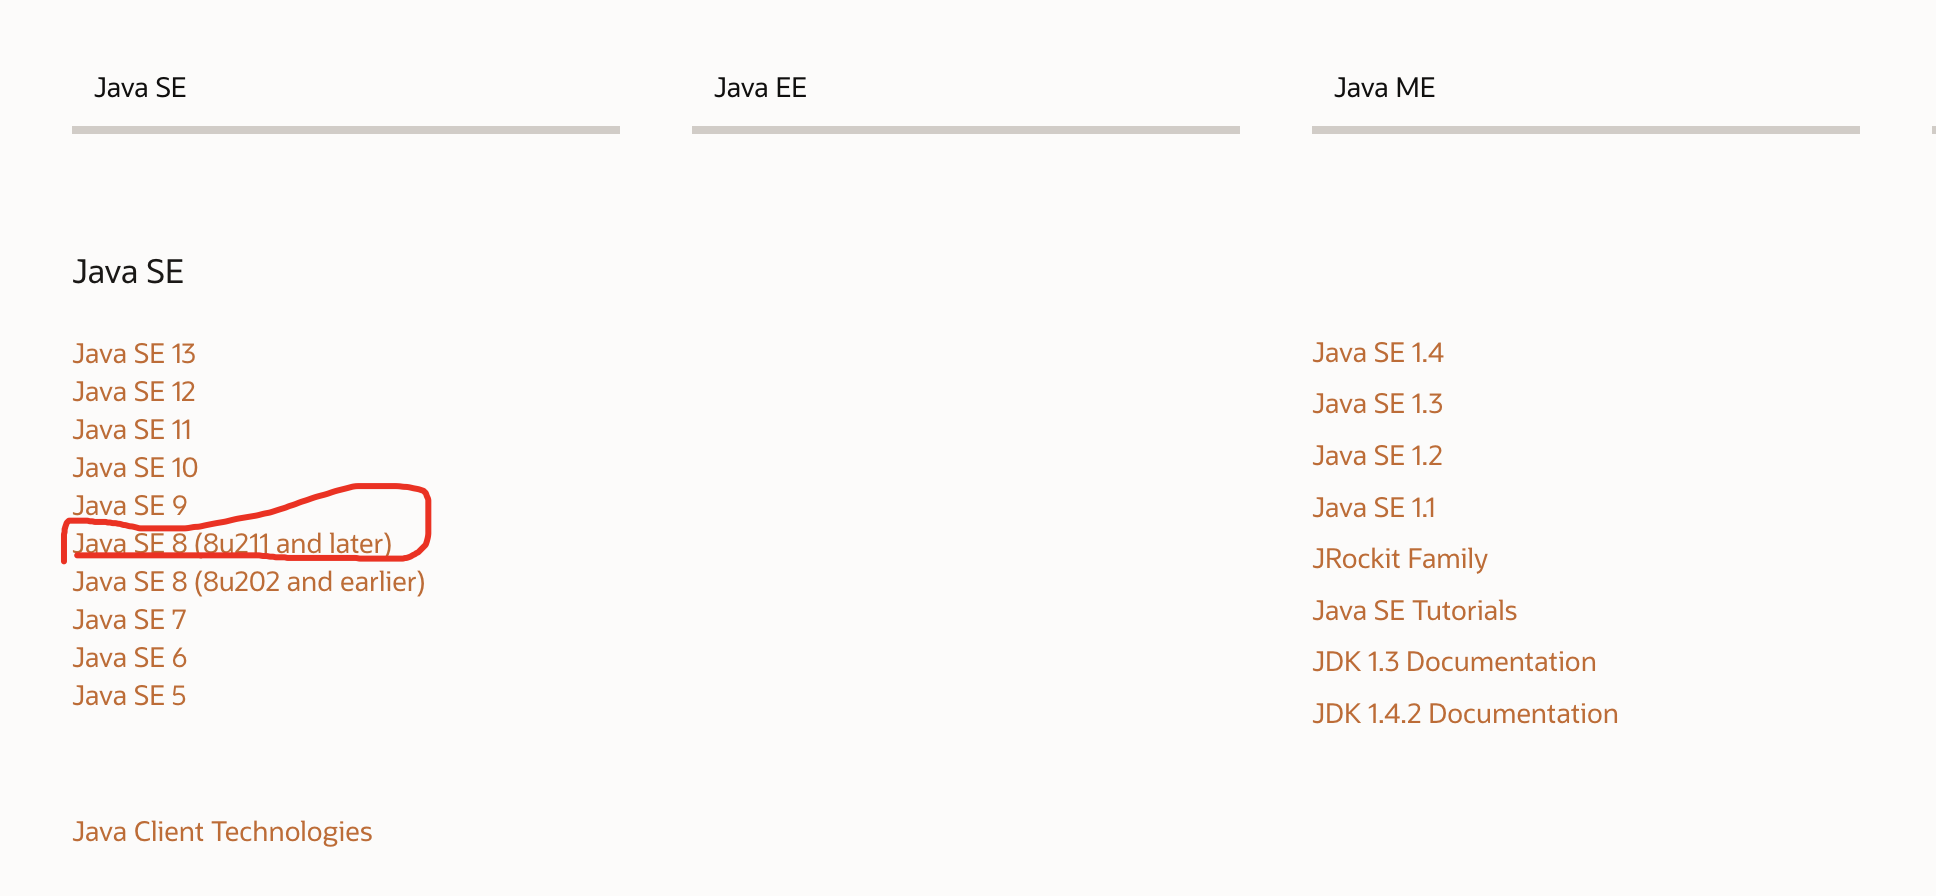 Java SE
Java EE
Java ME
Java SE
Java SE 13
Java SE 12
Java SE 11
Java SE 10
Java SE 9
Java SE 8 (8u211 and later)
Java SE 8 (8u202 and earlier)
Java SE 7
Java SE 6
Java SE 5
Java Client Technologies
Java SE 1.4
Java SE 1.3
Java SE 1.2
Java SE 1.1
JRockit Family
Java SE Tutorials
JDK 1.3 Documentation
JDK 1.4.2 Documentation